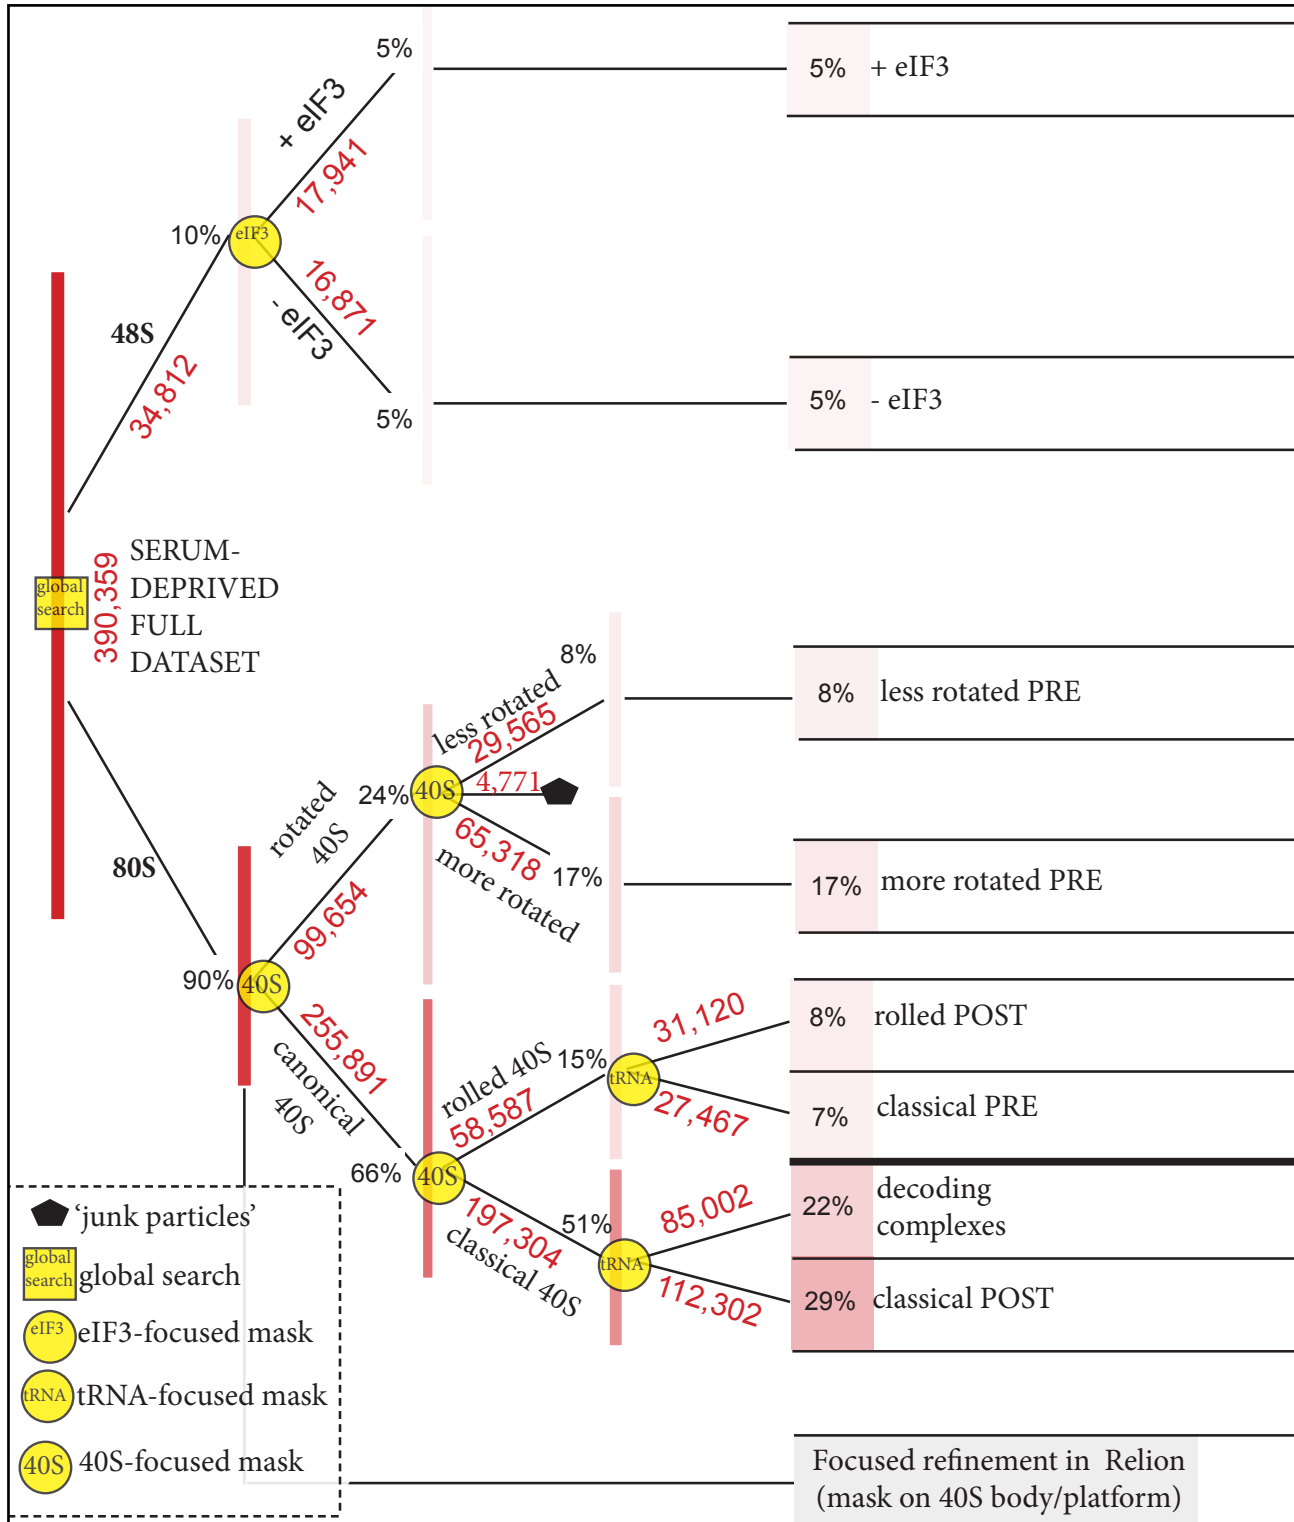 5%
+ eIF3
17,941
5% + eIF3
10%
eIF3
16,871
- eIF3
5%
5% - eIF3
48S
34,812
global
search
390,359
SERUM-
DEPRIVED
FULL
DATASET
80S
8%
less rotated
29,565
8% less rotated PRE
24%
40S
4,771
rotated
40S
99,654
65,318
more rotated
17%
17% more rotated PRE
90%
40S
255,891
canonical
40S
rolled 40S
58,587
15%
tRNA
31,120
8% rolled POST
27,467
7% classical PRE
66%
40S
197,304
classical 40S
51%
tRNA
85,002
22% decoding
complexes
112,302
29% classical POST
'junk particles'
global
search
global search
eIF3
eIF3-focused mask
tRNA
tRNA-focused mask
40S
40S-focused mask
Focused refinement in Relion
(mask on 40S body/platform)